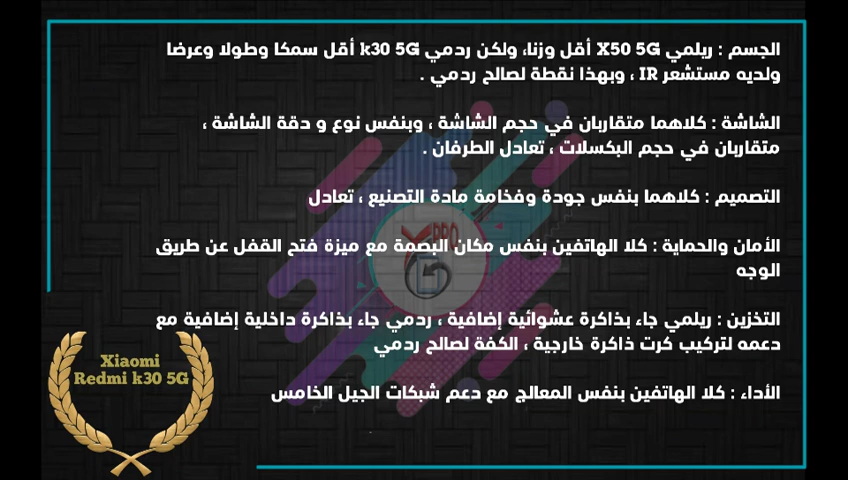 الجسم : ريلمي X50 5G أقل وزنا، ولكن ردمي k30 5G أقل سمكا وطولا وعرضا
ولديه مستشعر IR ، وبهذا نقطة لصالح ردمي .
الشاشة : كلاهما متقاربان في حجم الشاشة ، وبنفس نوع و دقة الشاشة ،
متقاربان في حجم البكسلات ، تعادل الطرفان .
التصميم : كلاهما بنفس جودة وفخامة مادة التصنيع ، تعادل
الأمان والحماية : كلا الهاتفين بنفس مكان البصمة مع ميزة فتح القفل عن طريق
الوجه
التخزين : ريلمي جاء بذاكرة عشوائية إضافية ، ردمي جاء بذاكرة داخلية إضافية مع
دعمه لتركيب كرت ذاكرة خارجية ، الكفة لصالح ردمي
الأداء : كلا الهاتفين بنفس المعالج مع دعم شبكات الجيل الخامس
Xiaomi
Redmi k30 5G
PRO